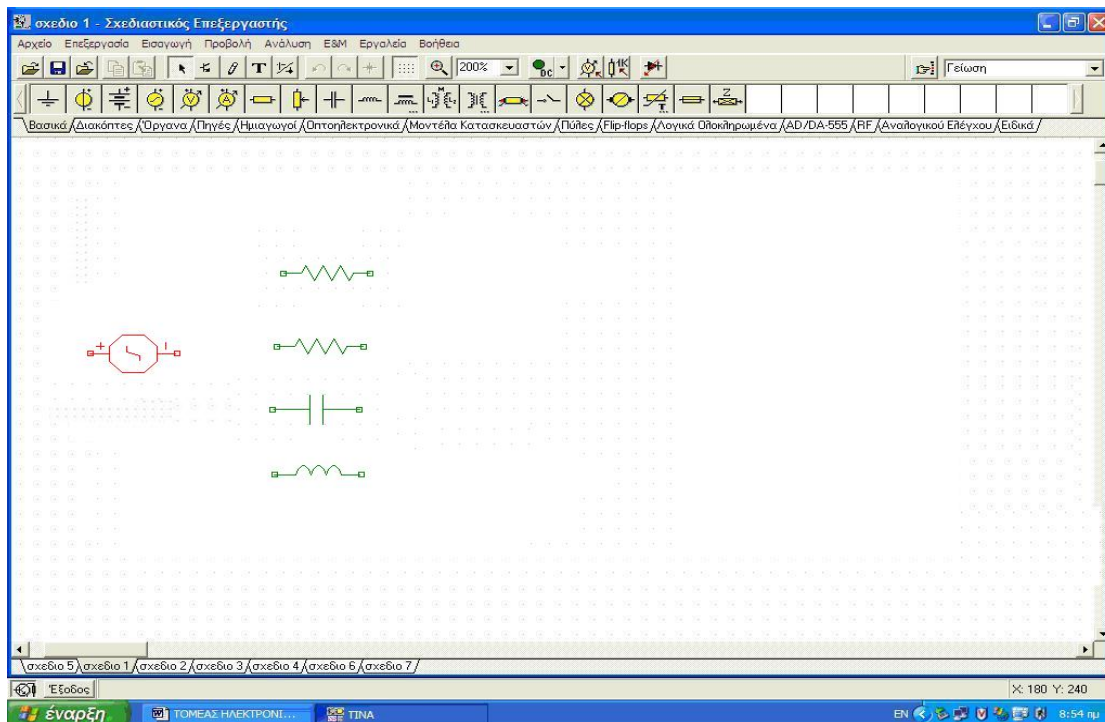 σχεδιο 1 - Σχεδιαστικός Επεξεργαστής
Αρχείο Επεξεργασία Εισαγωγή Προβολή Ανάλυση E&M Εργαλεία Βοήθεια
T 200% DC 1K Γείωση
V A M T Z
Βασικά Διακόπτες Όργανα Πηγές Ημιαγωγοί Οπτοηλεκτρονικά Μοντέλα Κατασκευαστών Πύλες Flip-flops Λογικά Ολοκληρωμένα AD/DA-555 RF Αναλογικού Ελέγχου Ειδικά
+
σχεδιο 5 σχεδιο 1 σχεδιο 2 σχεδιο 3 σχεδιο 4 σχεδιο 6 σχεδιο 7
Έξοδος X: 180 Y: 240
έναρξη ΤΟΜΕΑΣ ΗΛΕΚΤΡΟΝΙ... TINA EN 8:54 πμ